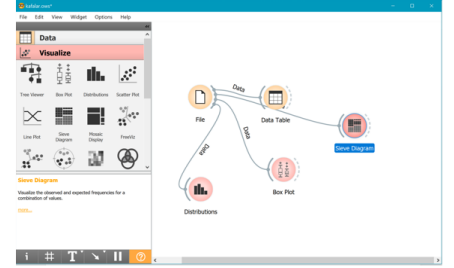 kafalar.ows*
File Edit View Widget Options Help
Data
Visualize
Tree Viewer Box Plot Distributions Scatter Plot
Line Plot Sieve Diagram Mosaic Display FreeViz
Sieve Diagram
Visualize the observed and expected frequencies for a
combination of values.
more...
Data
File
Data Table
Data
Data
Sieve Diagram
Box Plot
Distributions